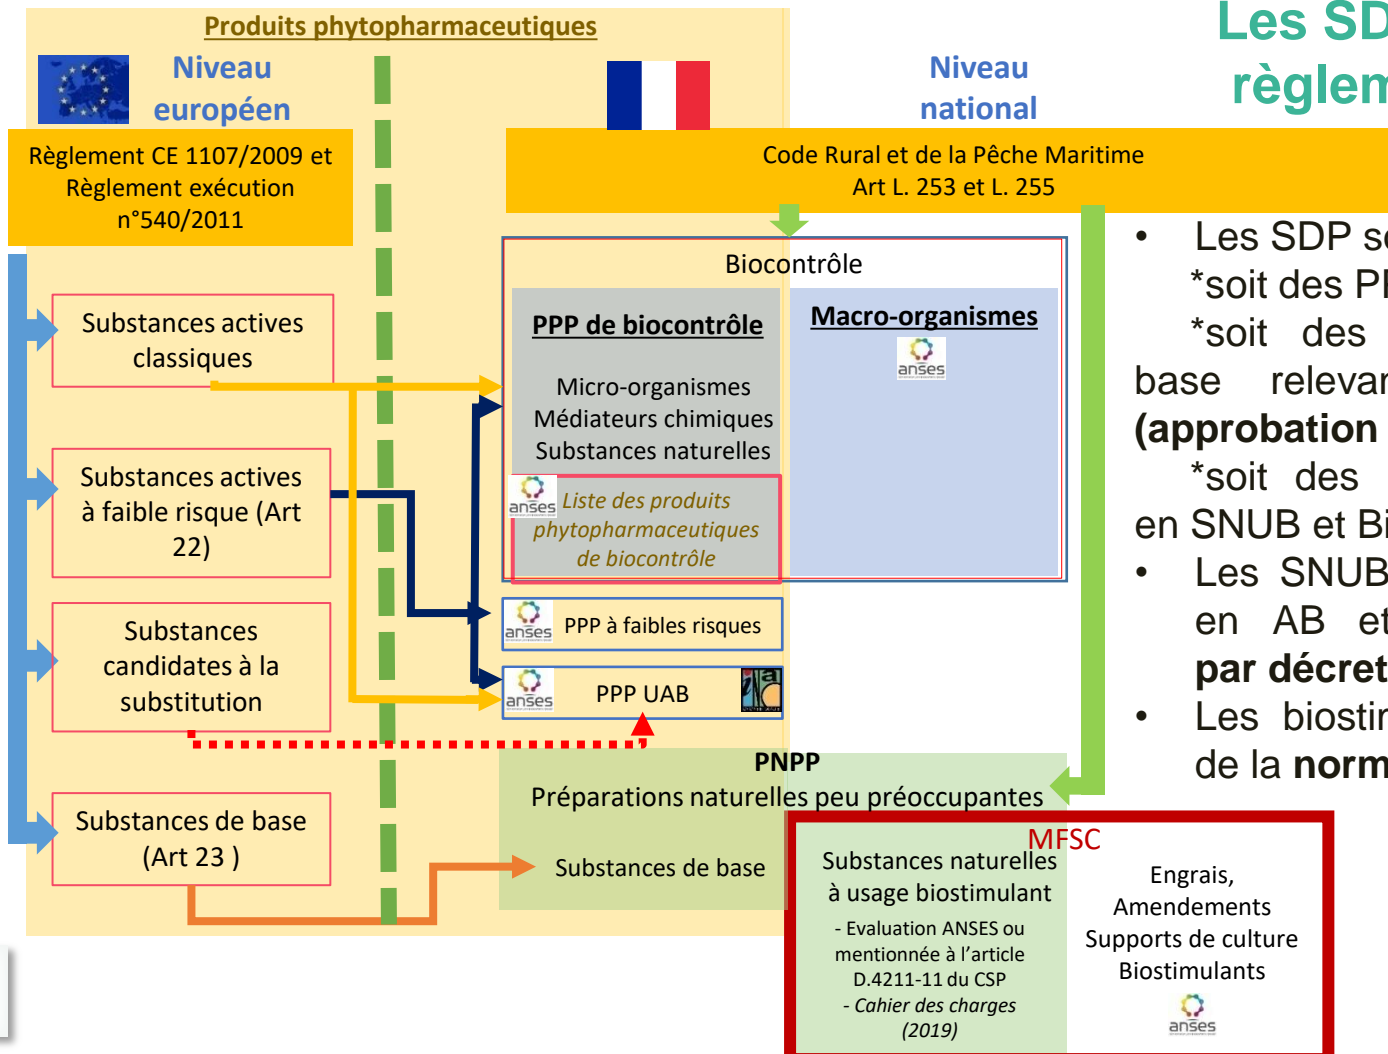 Produits phytopharmaceutiques
Niveau
européen
Niveau
national
Les SD
règlem
Règlement CE 1107/2009 et
Règlement exécution
n°540/2011
Code Rural et de la Pêche Maritime
Art L. 253 et L. 255
Substances actives
classiques
Substances actives
à faible risque (Art
22)
Substances
candidates à la
substitution
Substances de base
(Art 23 )
Biocontrôle
PPP de biocontrôle
Micro-organismes
Médiateurs chimiques
Substances naturelles
anses
Liste des produits
phytopharmaceutiques
de biocontrôle
Macro-organismes
anses
anses
PPP à faibles risques
anses
PPP UAB
PNPP
Préparations naturelles peu préoccupantes
Substances de base
MFSC
Substances naturelles
à usage biostimulant
- Evaluation ANSES ou
mentionnée à l'article
D.4211-11 du CSP
- Cahier des charges
(2019)
Engrais,
Amendements
Supports de culture
Biostimulants
anses
• Les SDP s
*soit des P
*soit des
base releva
(approbation
*soit des
en SNUB et B
• Les SNUB
en AB et
par décret
• Les biosti
de la norm